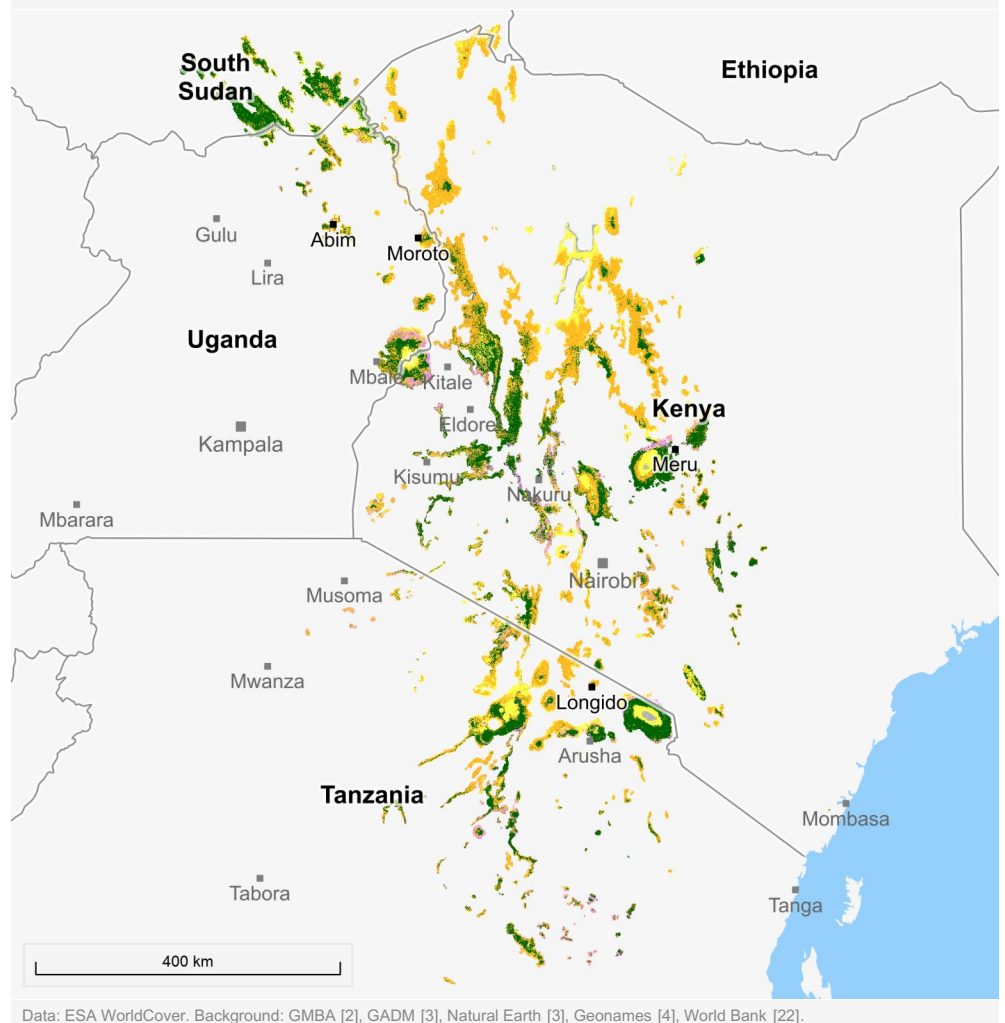 South
Sudan
Ethiopia
Gulu
Abim
Moroto
Lira
Uganda
Mbale
Kitale
Kenya
Eldore
Kampala
Meru
Kisumu
Nakuru
Mbarara
Nairobi
Musoma
Mwanza
Longido
Arusha
Tanzania
Mombasa
Tabora
Tanga
400 km
Data: ESA WorldCover. Background: GMBA [2], GADM [3], Natural Earth [3], Geonames [4], World Bank [22].